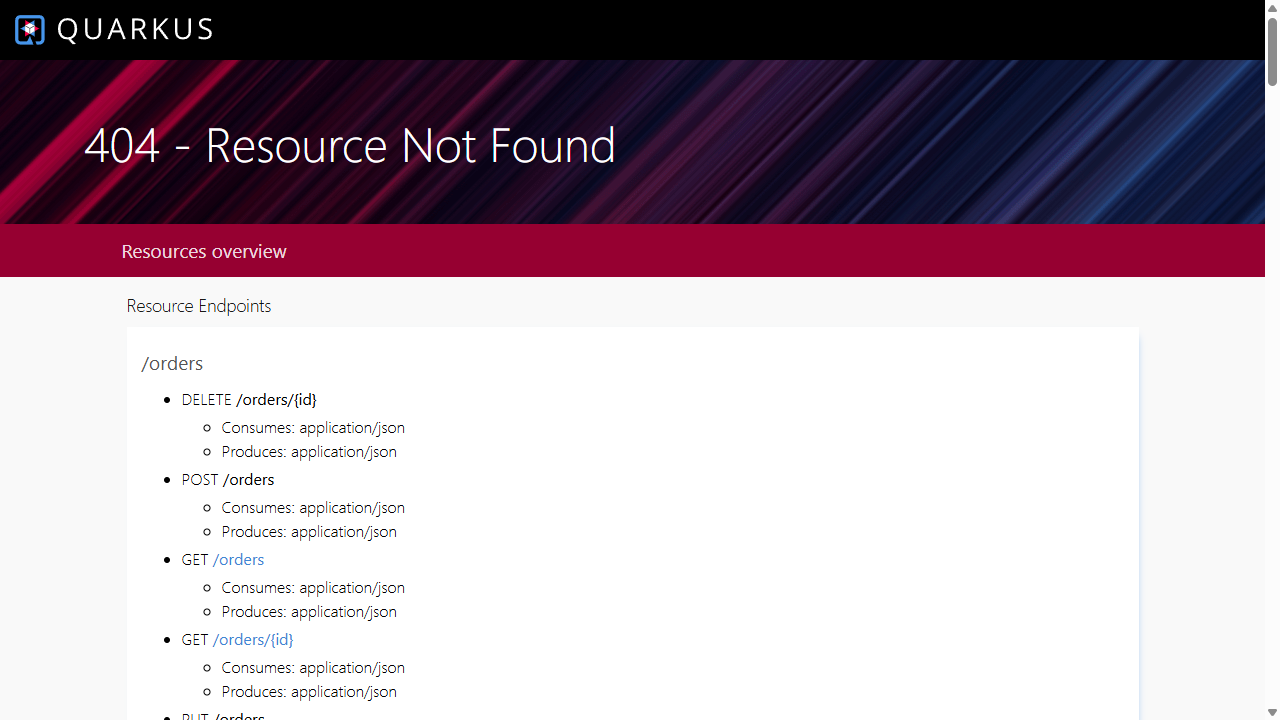 QUARKUS
404 - Resource Not Found
Resources overview
Resource Endpoints
/orders
DELETE /orders/{id}
Consumes: application/json
Produces: application/json
POST /orders
Consumes: application/json
Produces: application/json
GET /orders
Consumes: application/json
Produces: application/json
GET /orders/{id}
Consumes: application/json
Produces: application/json
PUT /orders